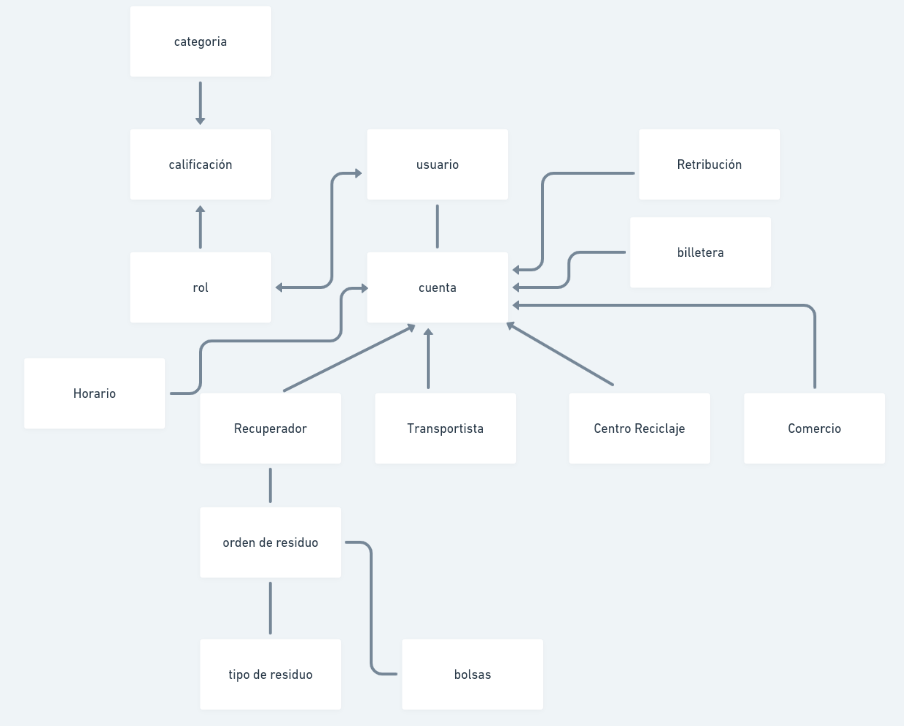 categoria
calificación
usuario
Retribución
billetera
rol
cuenta
Horario
Recuperador
Transportista
Centro Reciclaje
Comercio
orden de residuo
tipo de residuo
bolsas